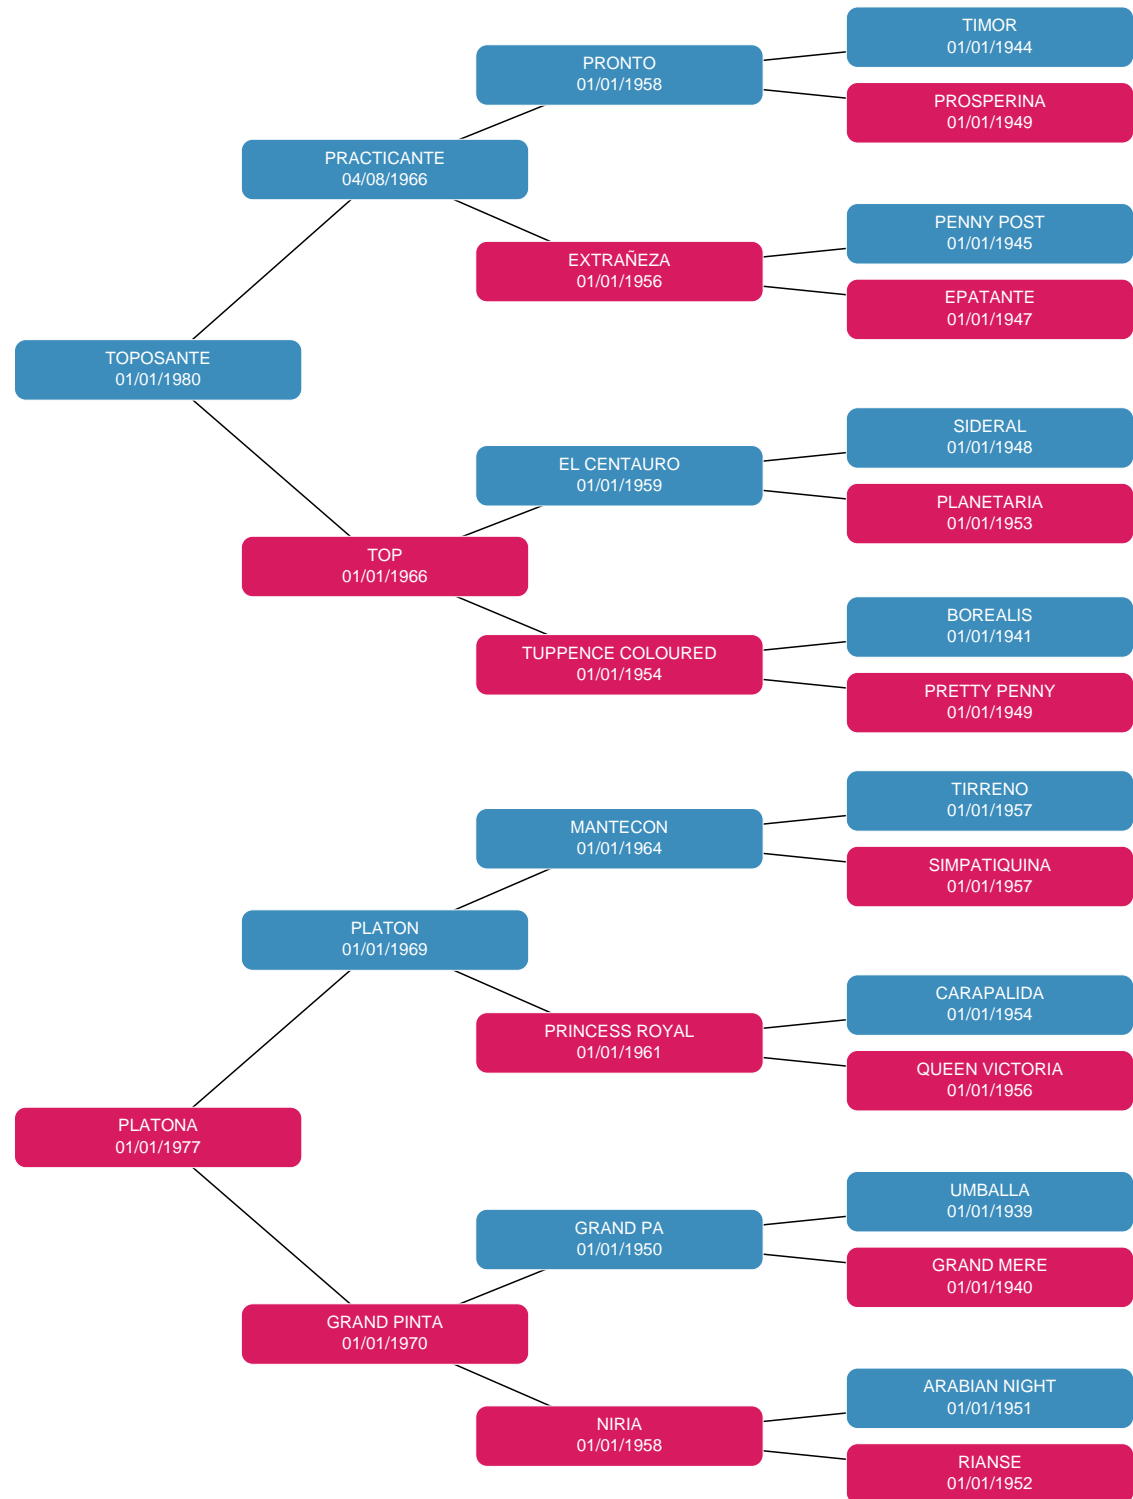 TIMOR
01/01/1944
PRONTO
01/01/1958
PROSPERINA
01/01/1949
PRACTICANTE
04/08/1966
PENNY POST
01/01/1945
EXTRAÑEZA
01/01/1956
EPATANTE
01/01/1947
TOPOSANTE
01/01/1980
SIDERAL
01/01/1948
EL CENTAURO
01/01/1959
PLANETARIA
01/01/1953
TOP
01/01/1966
BOREALIS
01/01/1941
TUPPENCE COLOURED
01/01/1954
PRETTY PENNY
01/01/1949
TIRRENO
01/01/1957
MANTECON
01/01/1964
SIMPATIQUINA
01/01/1957
PLATON
01/01/1969
CARAPALIDA
01/01/1954
PRINCESS ROYAL
01/01/1961
QUEEN VICTORIA
01/01/1956
PLATONA
01/01/1977
UMBALLA
01/01/1939
GRAND PA
01/01/1950
GRAND MERE
01/01/1940
GRAND PINTA
01/01/1970
ARABIAN NIGHT
01/01/1951
NIRIA
01/01/1958
RIANSE
01/01/1952